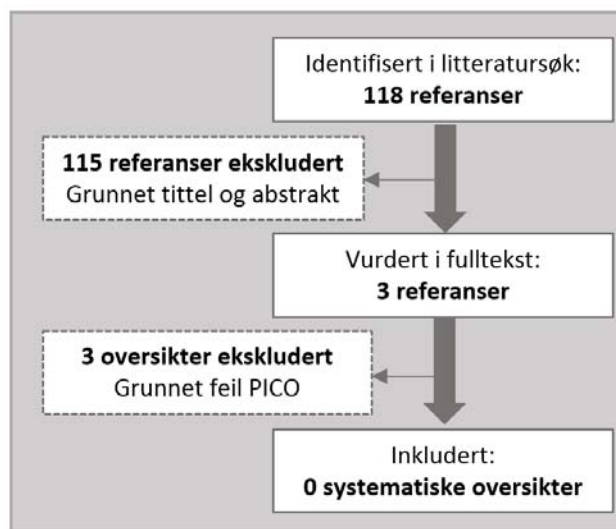 Identifisert i litteratursøk:
118 referanser
115 referanser ekskludert
Grunnet tittel og abstrakt
Vurdert i fulltekst:
3 referanser
3 oversikter ekskludert
Grunnet feil PICO
Inkludert:
0 systematiske oversikter